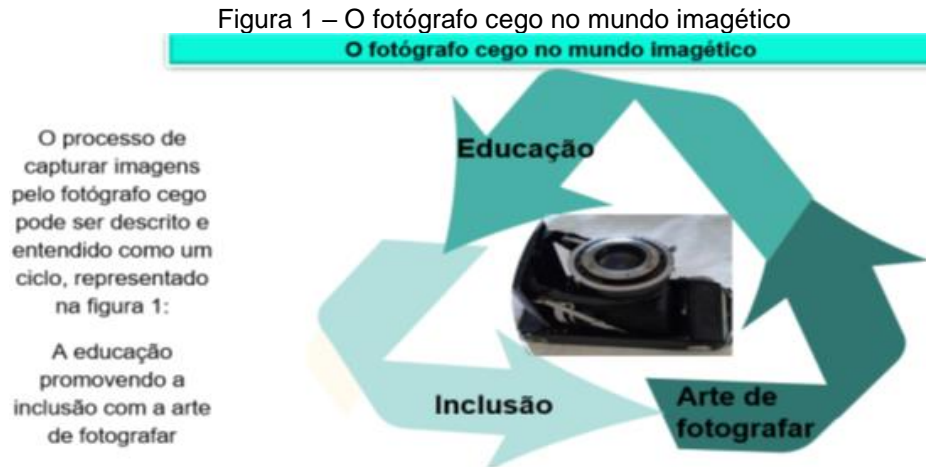 Figura 1 – O fotógrafo cego no mundo imagético
O fotógrafo cego no mundo imagético
O processo de
capturar imagens
pelo fotógrafo cego
pode ser descrito e
entendido como um
ciclo, representado
na figura 1:
A educação
promovendo a
inclusão com a arte
de fotografar
Educação
Inclusão
Arte de
fotografar